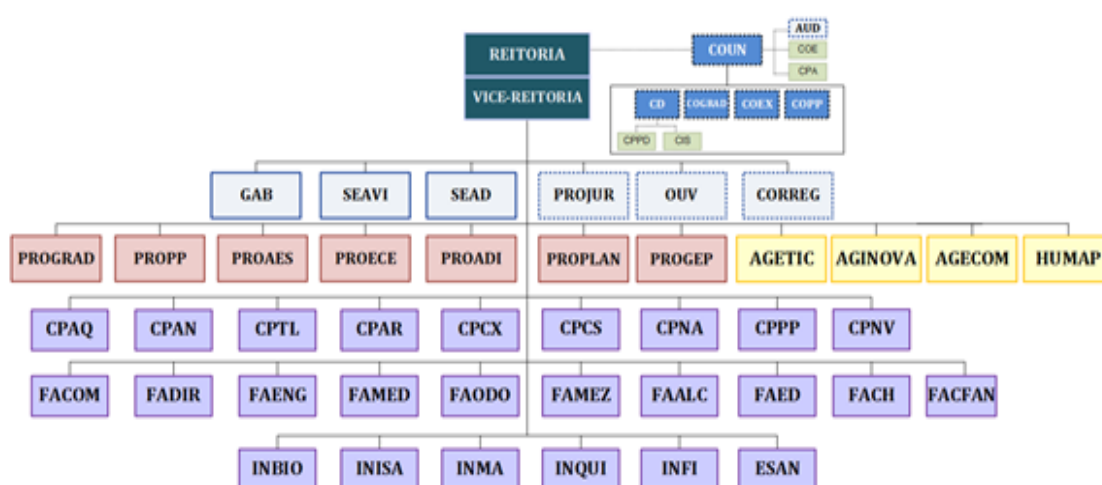 AUD
REITORIA
COUN
COE
CPA
VICE-REITORIA
CD COGRAD COEX COPP
CPPD CIS
GAB SEAVI SEAD PROJUR OUV CORREG
PROGRAD PROPP PROAES PROECE PROADI PROPLAN PROGEP AGETIC AGINOVA AGECOM HUMAP
CPAQ CPAN CPTL CPAR CPCX CPCS CPNA CPPP CPNV
FACOM FADIR FAENG FAMED FAODO FAMEZ FAALC FAED FACH FACFAN
INBIO INISA INMA INQUI INFI ESAN